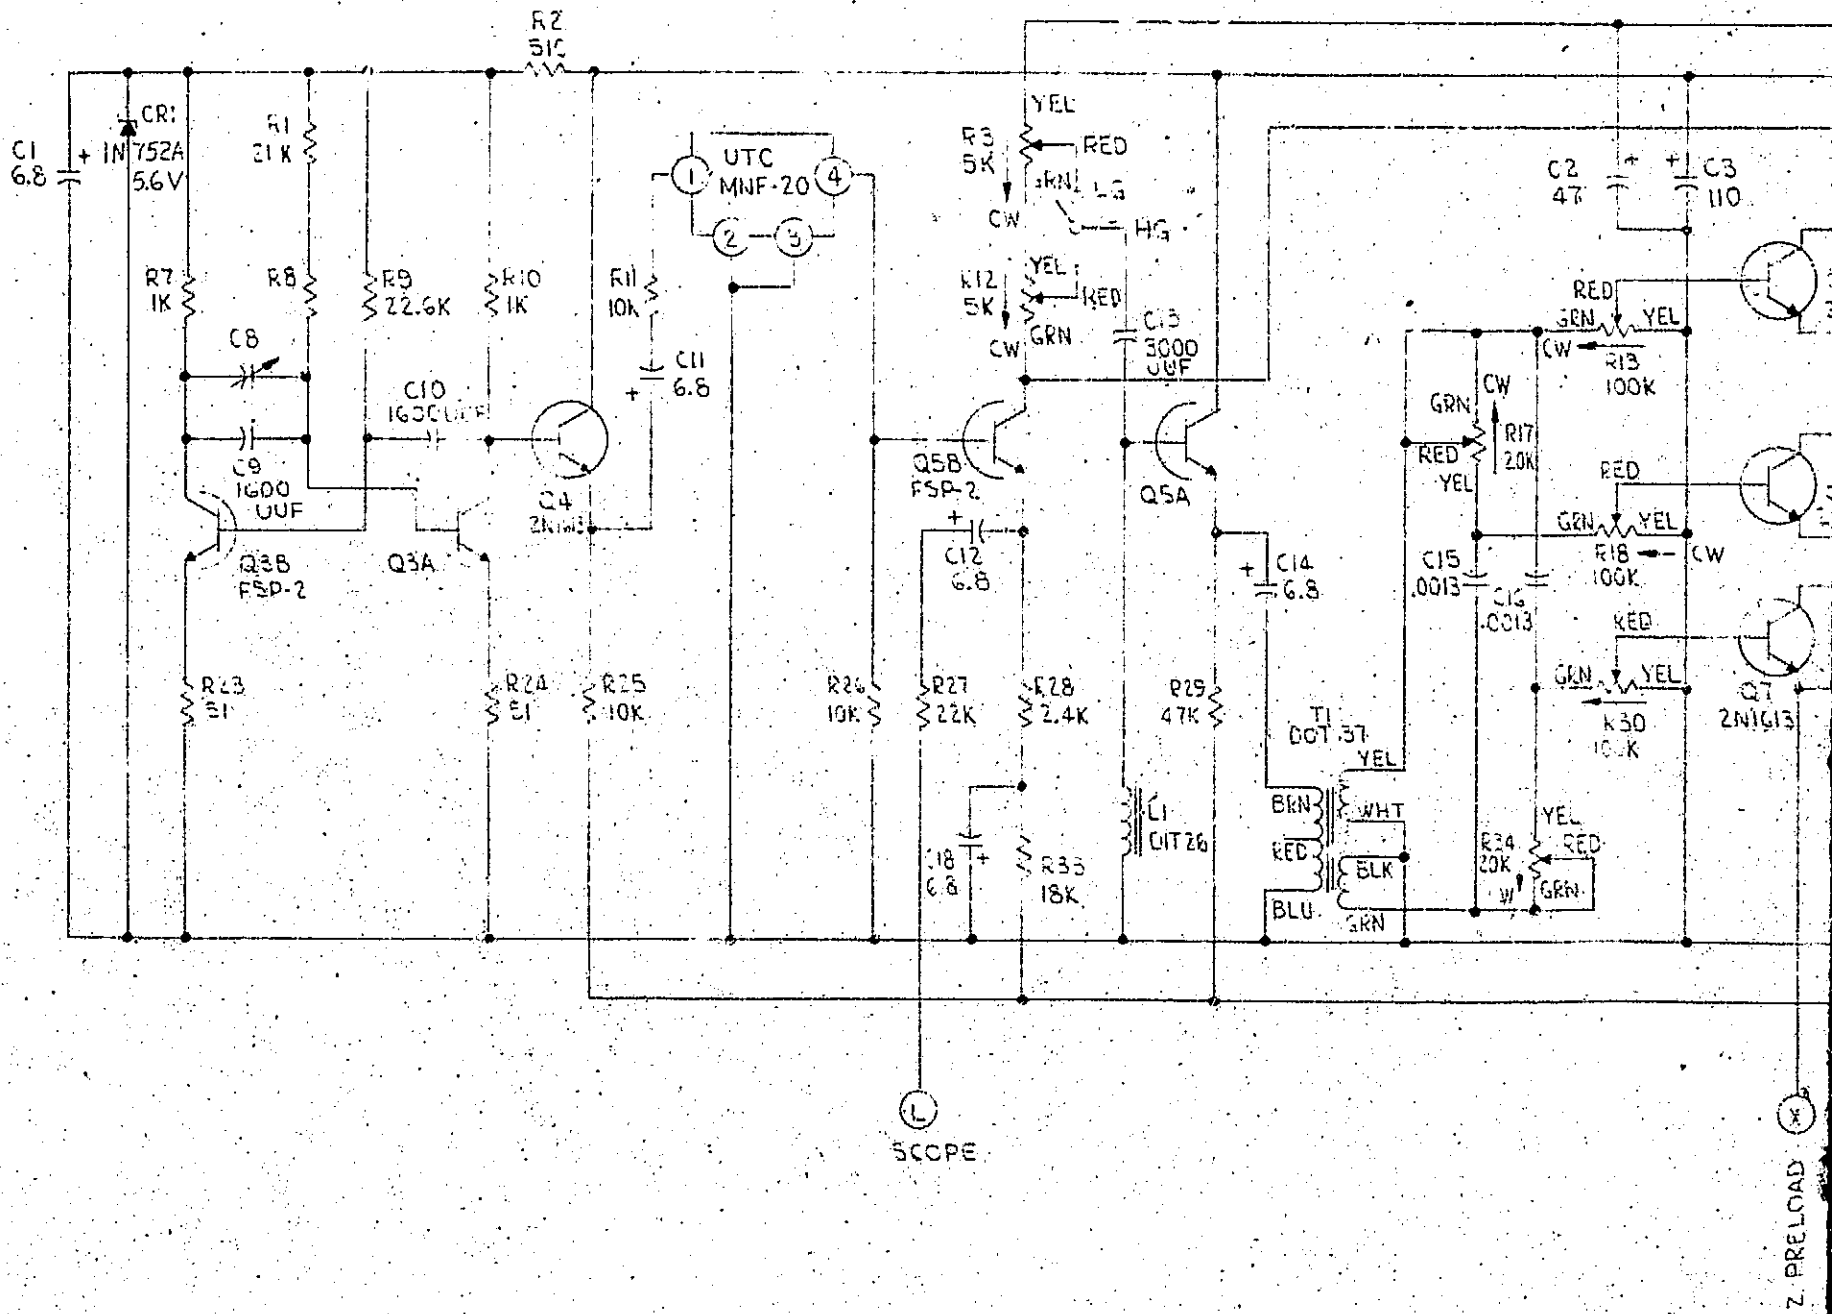 R2
51
C1
6.8
+
CR1
1N 752A
5.6V
R1
21K
UTC
MNF-20
1
2
3
4
R3
5K
YEL
RED
GRN
LG
HG
CW
C2
47
+
+
C3
110
R7
1K
R8
R9
22.6K
R10
1K
R11
10K
R12
5K
YEL
RED
GRN
CW
C13
3000
UUF
RED
GRN
YEL
CW
R13
100K
C8
C10
C11
6.8
+
CW
GRN
R17
20K
RED
YEL
C9
1600
UUF
Q4
Q5B
FSP-2
Q5A
RED
GRN
YEL
R18
100K
CW
Q3B
FSP-2
Q3A
+
C12
6.8
+
C14
6.8
C15
.0013
C16
.0013
RED
R23
51
R24
51
R25
10K
R26
10K
R27
22K
R28
2.4K
R29
47K
GRN
YEL
R30
100K
Q7
2N1613
T1
DOT 37
YEL
BRN
WHT
RED
BLK
BLU
GRN
C18
6.8
+
R33
18K
L1
DIT26
YEL
RED
R34
20K
GRN
L
SCOPE
X
Z PRELOAD